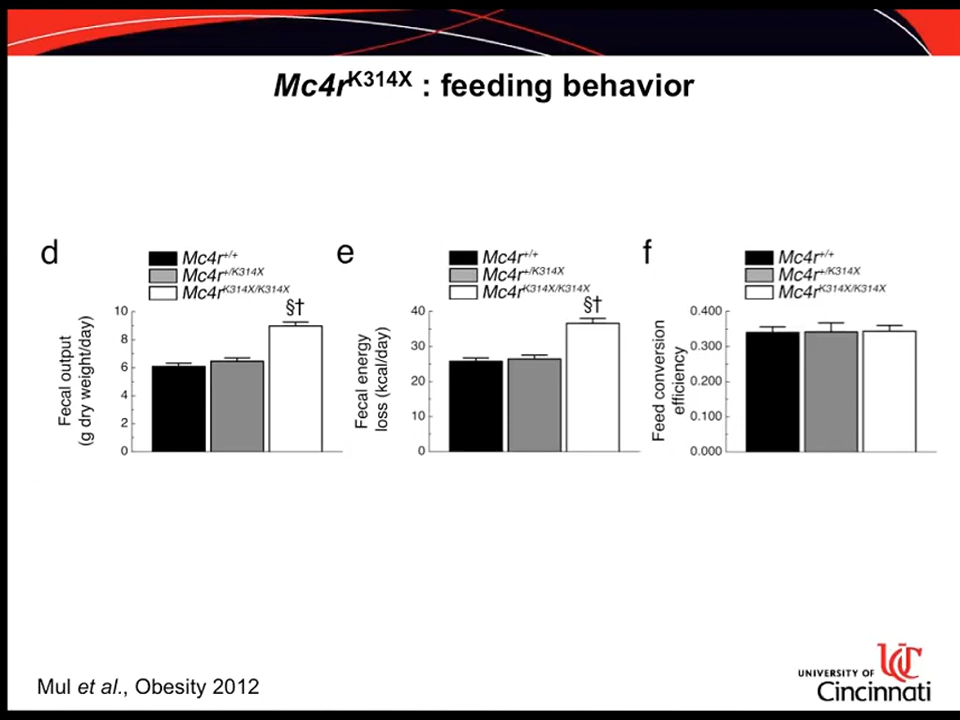 Mc4rK314X : feeding behavior
d
Mc4r+/+
Mc4r+/K314X
Mc4rK314X/K314X
§†
Fecal output
(g dry weight/day)
10
8
6
4
2
0
e
Mc4r+/+
Mc4r+/K314X
Mc4rK314X/K314X
§†
Fecal energy
loss (kcal/day)
40
30
20
10
0
f
Mc4r+/+
Mc4r+/K314X
Mc4rK314X/K314X
Feed conversion
efficiency
0.400
0.300
0.200
0.100
0.000
Mul et al., Obesity 2012
UC
UNIVERSITY OF
Cincinnati